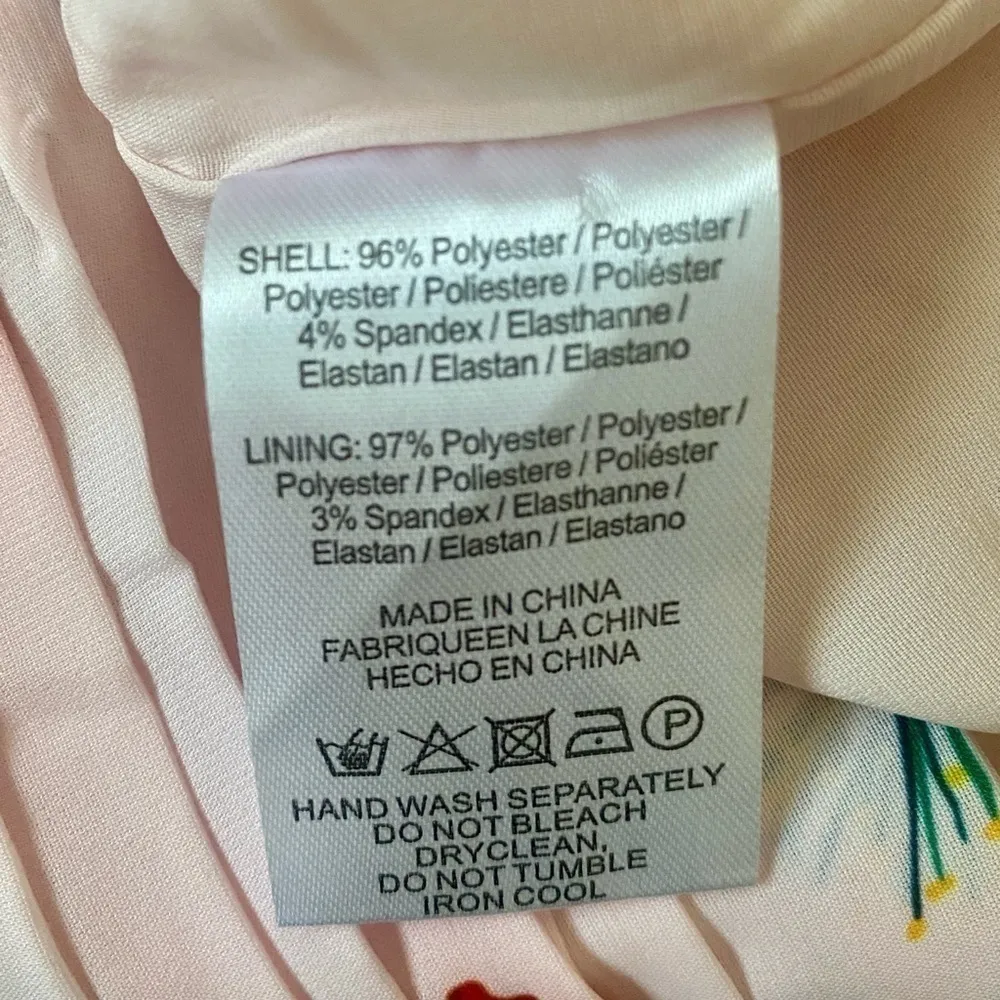 SHELL: 96% Polyester / Polyester /
Polyester / Poliestere / Poliéster
4% Spandex / Elasthanne /
Elastan / Elastan / Elastano
LINING: 97% Polyester / Polyester /
Polyester / Poliestere / Poliéster
3% Spandex / Elasthanne /
Elastan / Elastan / Elastano
MADE IN CHINA
FABRIQUEEN LA CHINE
HECHO EN CHINA
P
HAND WASH SEPARATELY
DO NOT BLEACH
DRYCLEAN,
DO NOT TUMBLE
IRON COOL